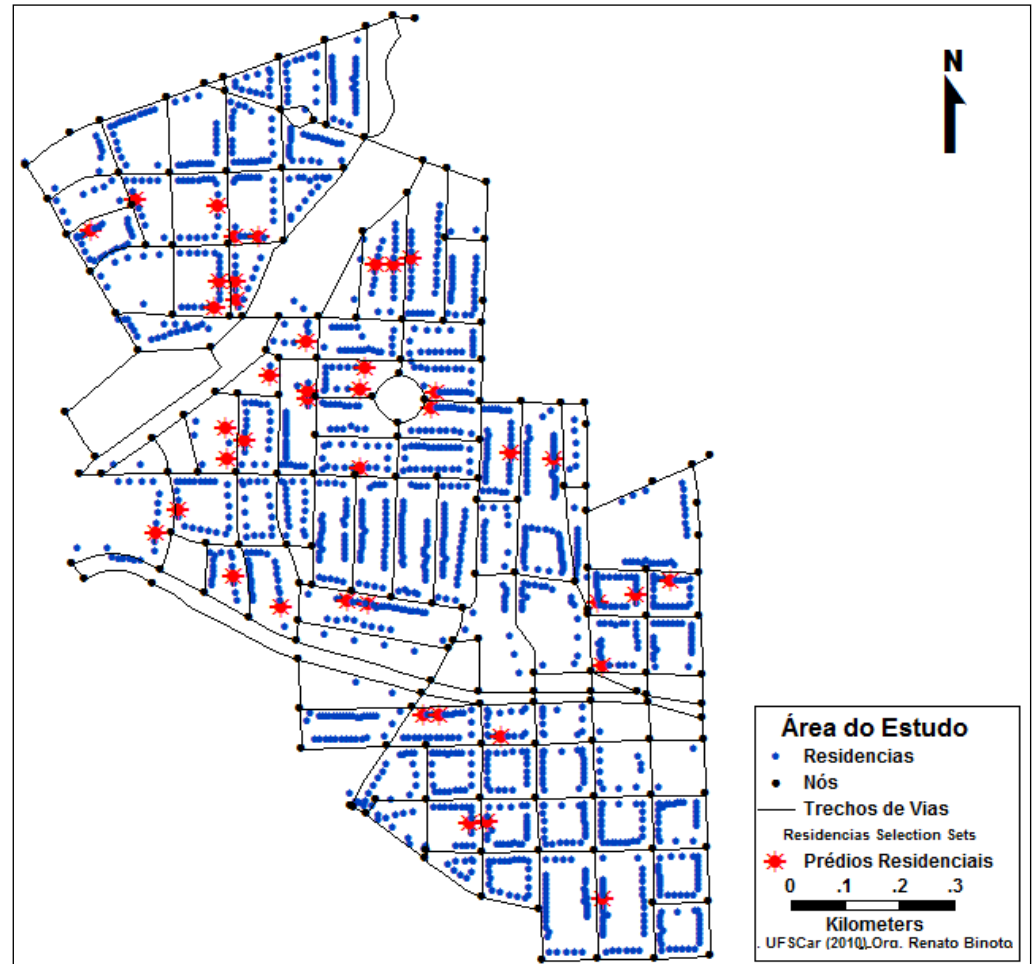 N
Área do Estudo
Residencias
Nós
Trechos de Vias
Residencias Selection Sets
Prédios Residenciais
0 .1 .2 .3
Kilometers
. UFSCar (2010).Org. Renato Binoto